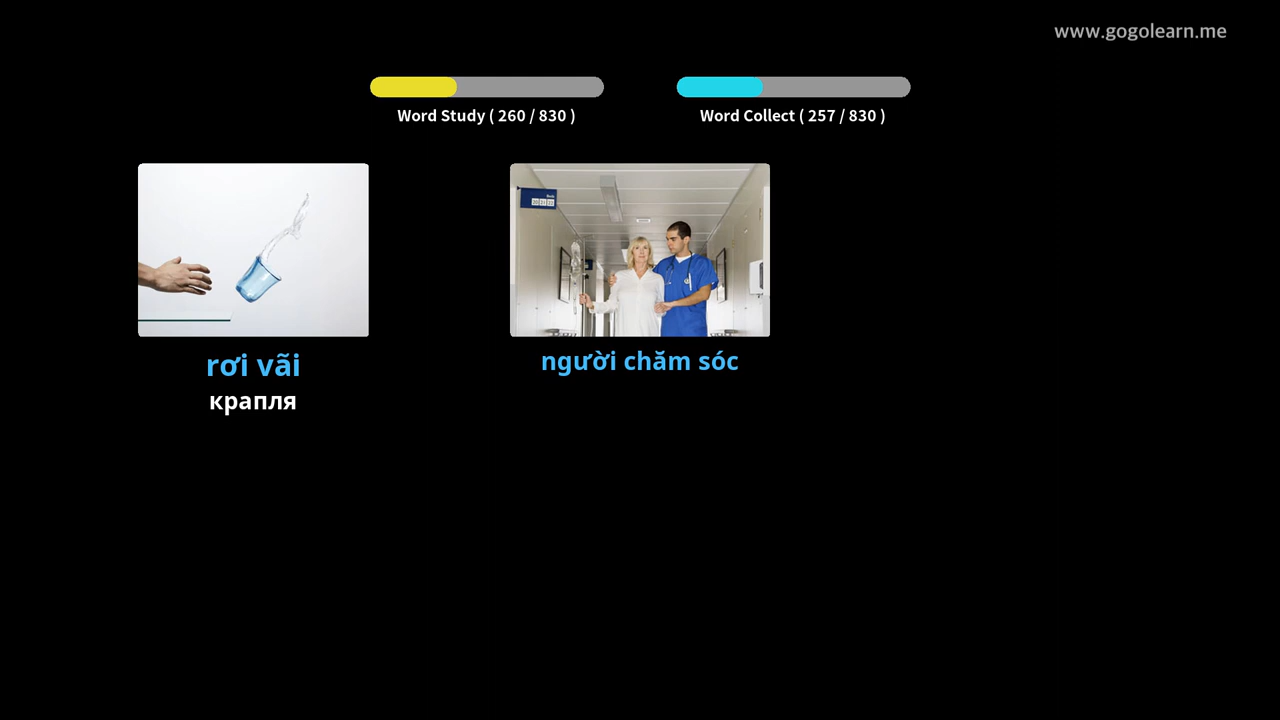 www.gogolearn.me
Word Study ( 260 / 830 )
Word Collect ( 257 / 830 )
rơi vãi
крапля
người chăm sóc